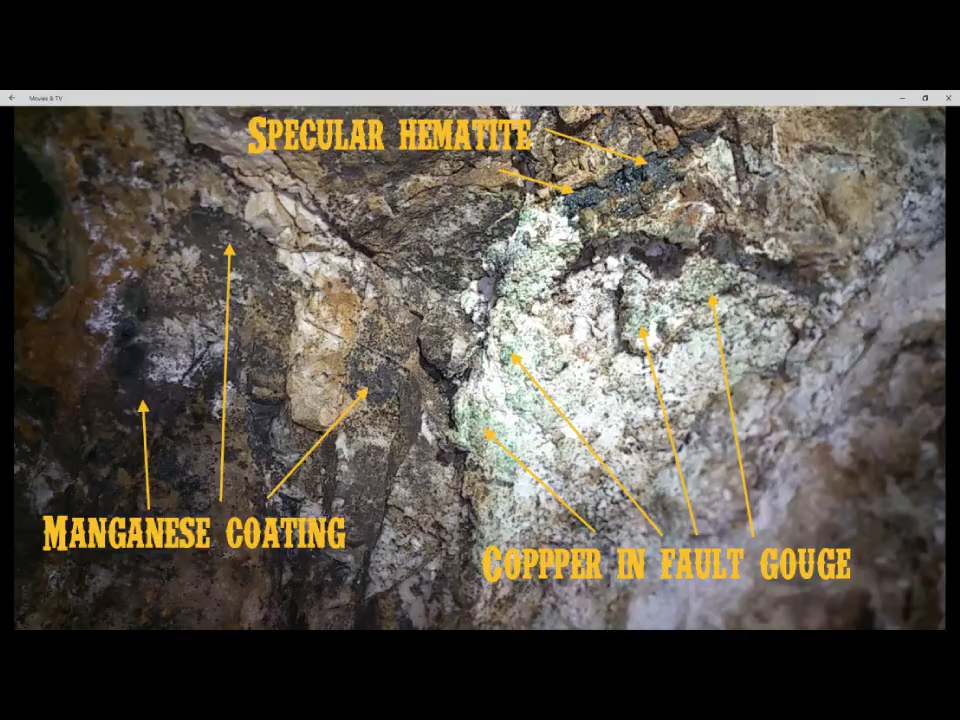 Movies & TV
Specular hematite
Manganese coating
Coppper in fault gouge